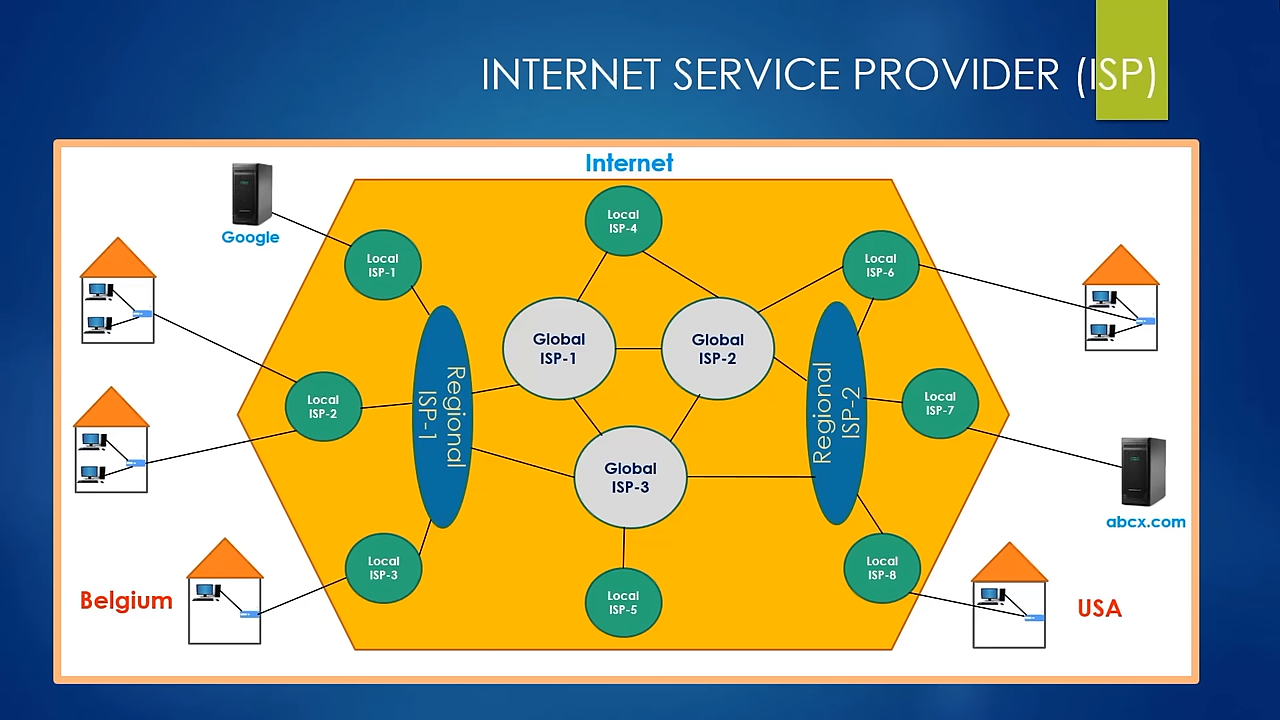 INTERNET SERVICE PROVIDER (ISP)
Internet
Google
Local
ISP-1
Local
ISP-4
Local
ISP-6
Global
ISP-1
Global
ISP-2
Local
ISP-2
Regional
ISP-1
Regional
ISP-2
Local
ISP-7
Global
ISP-3
abcx.com
Belgium
Local
ISP-3
Local
ISP-5
Local
ISP-8
USA